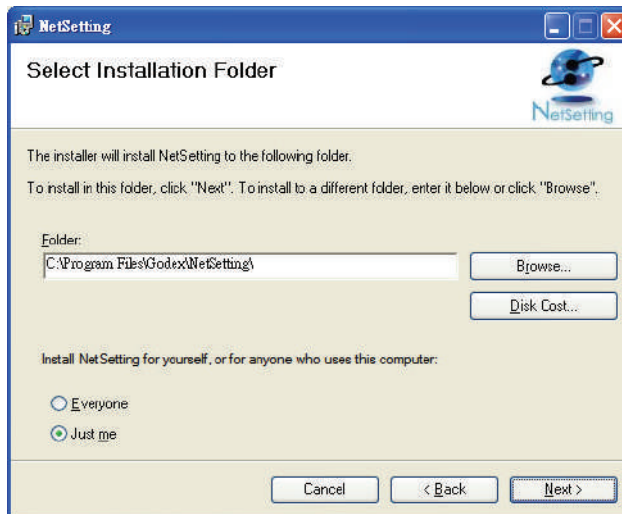 NetSetting
Select Installation Folder
NetSetting
The installer will install NetSetting to the following folder.
To install in this folder, click "Next". To install to a different folder, enter it below or click "Browse".
Folder:
C:\Program Files\Godex\NetSetting\
Browse...
Disk Cost...
Install NetSetting for yourself, or for anyone who uses this computer:
Everyone
Just me
Cancel
< Back
Next >